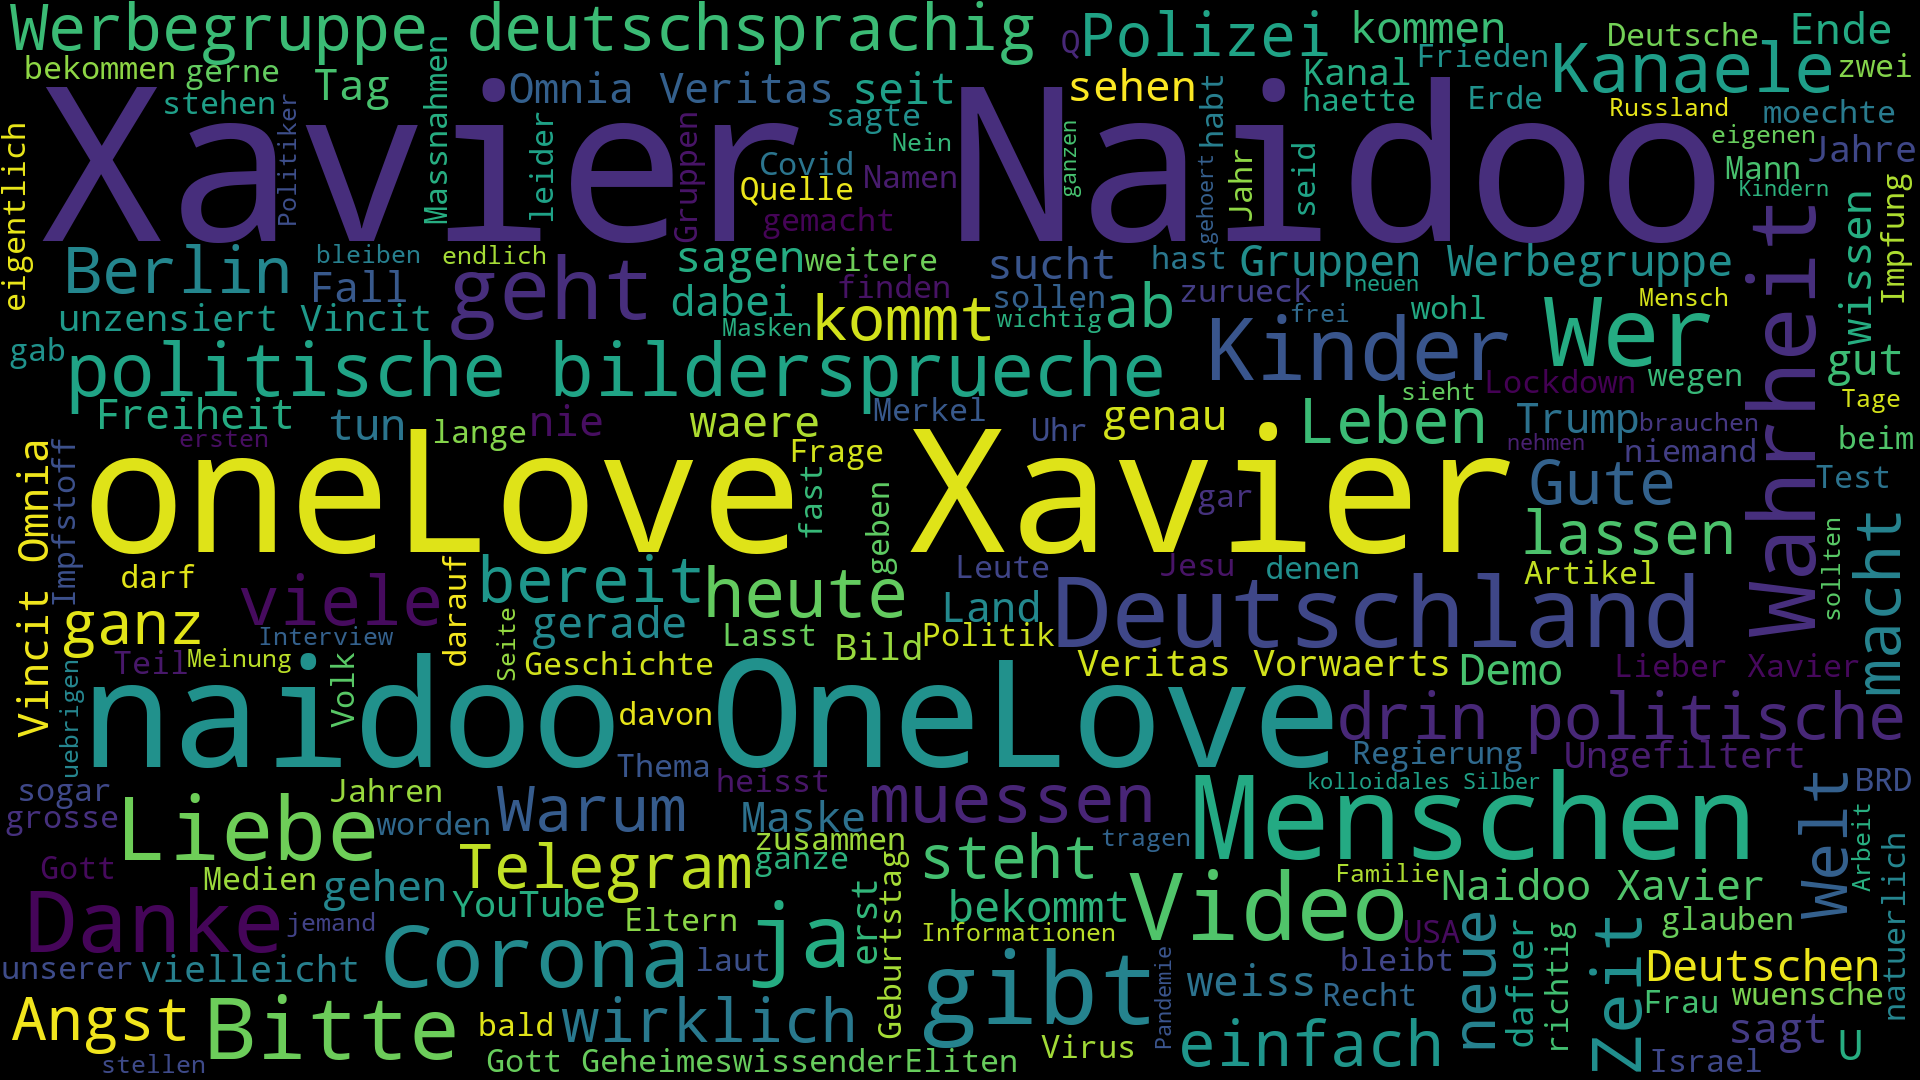 Werbegruppe deutschsprachig
Q
Polizei
kommen
Deutsche
Ende
bekommen
gerne
Tag
Massnahmen
Frieden
Kanaele
zwei
stehen
Politiker
Omnia Veritas
seit
sehen
Kanal
haette
Erde
Russland
moechte
Xavier Naidoo
leider
sagte
Nein
habt
eigenen
Jahre
eigentlich
Gruppen
Covid
Quelle
Namen
gemacht
ganzen
gehoert
Jahr
seid
Mann
Kindern
wissen
Impfung
Berlin
bleiben
Fall
endlich
geht
sagen
weitere
sucht
hast
Gruppen Werbegruppe
neuen
Wahrheit
unzensiert Vincit
dabei
finden
sollen
zurueck
Masken
kommt
wichtig
ab
Kinder
frei
wohl
Mensch
Wer
gab
politische bildersprueche
sieht
Lockdown
wegen
gut
Freiheit
ersten
tun
lange
nie
waere
Merkel
Uhr
genau
Leben
Trump
brauchen
Tage
nehmen
niemand
beim
Vincit Omnia
Impfstoff
oneLove Xavier
Frage
fast
geben
gar
Gute
Test
lassen
darf
viele
darauf
bereit
heute
Leute
Jesu
denen
Artikel
sollten
macht
ganz
Interview
Seite
gerade
Lasst
Bild
Land
Politik
Deutschland
Teil
Meinung
Volk
Geschichte
Veritas Vorwaerts
Demo
Lieber Xavier
uebrigen
naidoo OneLove
davon
drin politische
Thema
heisst
Regierung
Ungefiltert
sogar
Jahren
grosse
Liebe
worden
Warum
Maske
muessen
kolloidales Silber
Menschen
Welt
BRD
Arbeit
natuerlich
zusammen
tragen
Gott
Medien
gehen
Telegram
ganze
steht
Familie
Naidoo Xavier
Danke
jemand
YouTube
Eltern
ja
erst
Geburtstag
bekommt
Video
USA
neue
dafuer
richtig
Zeit
glauben
Informationen
unserer
vielleicht
Corona
laut
gibt
Pandemie
weiss
bleibt
Recht
Deutschen
Frau
wuensche
Angst
Bitte
bald
wirklich
Virus
einfach
sagt
U
stellen
Gott GeheimeswissenderEliten
Israel